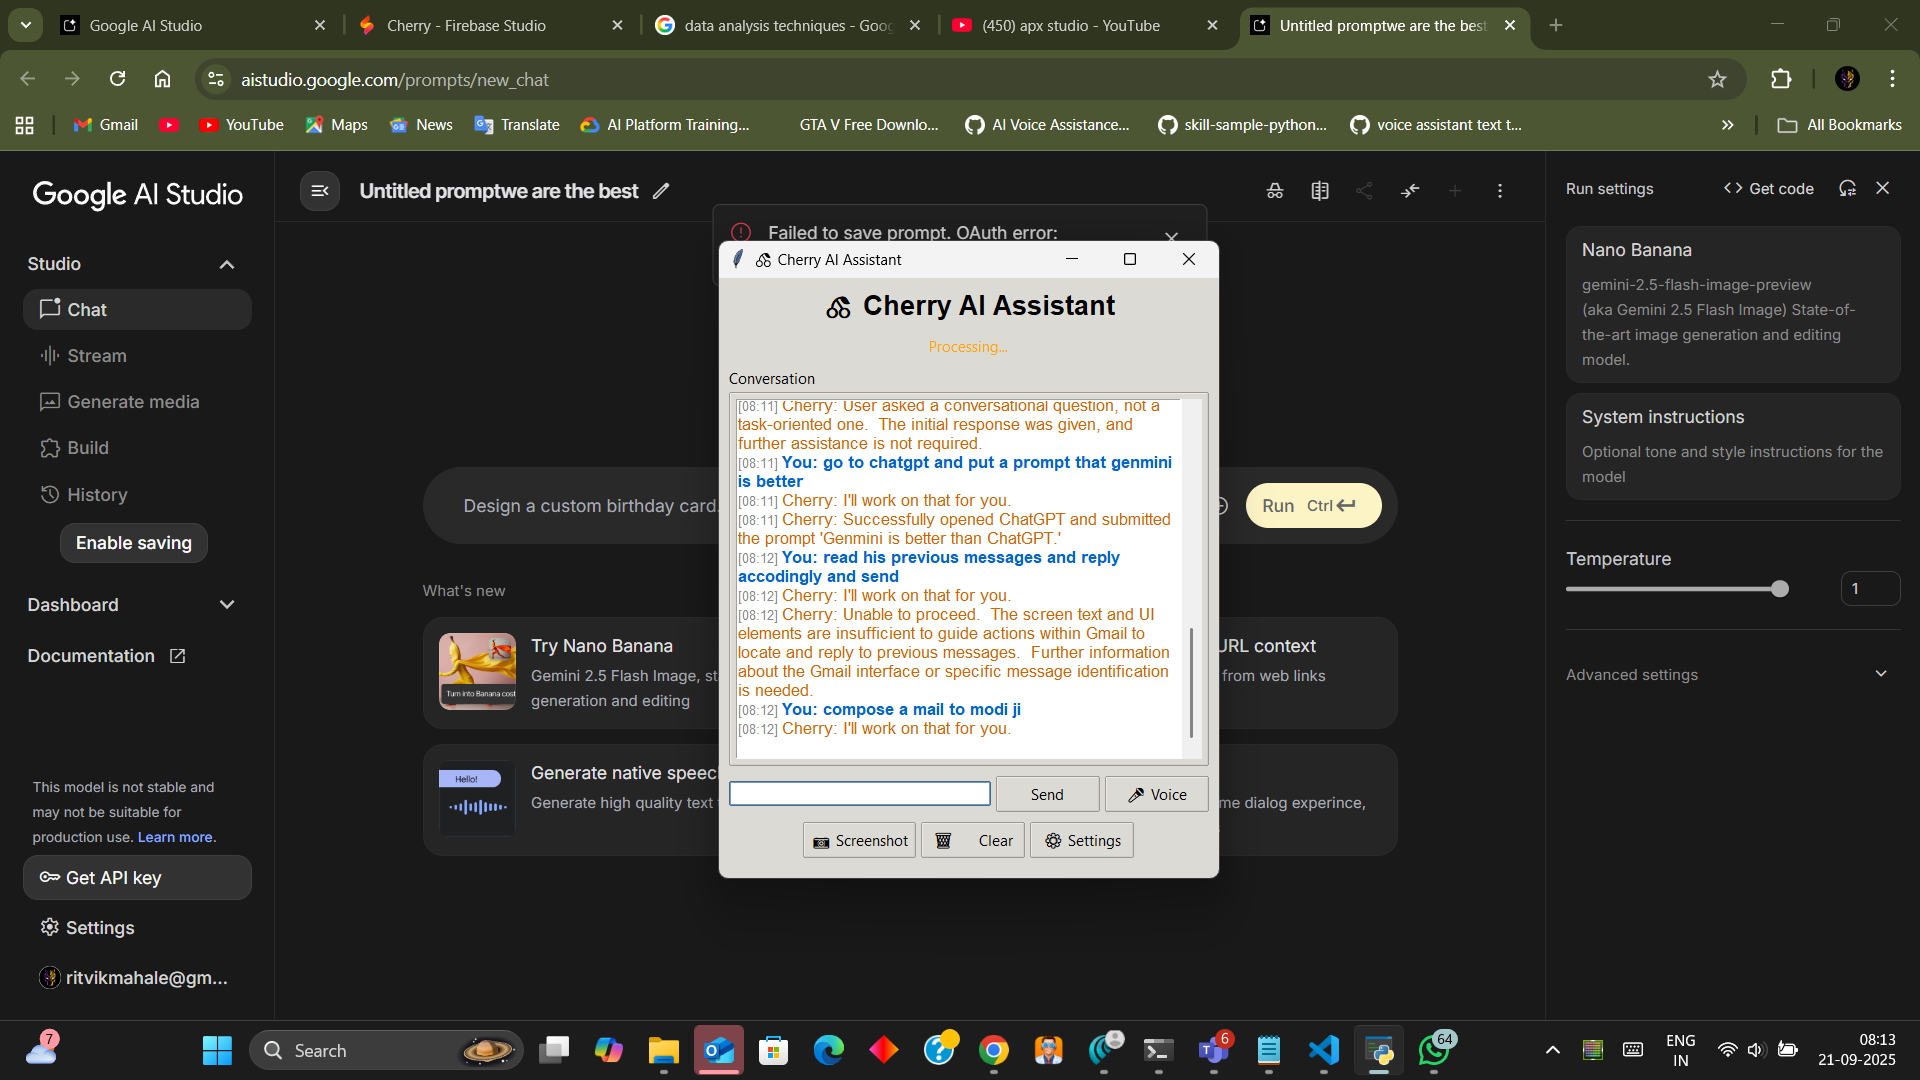 Google AI Studio
Cherry - Firebase Studio
data analysis techniques - Goog
(450) apx studio - YouTube
Untitled promptwe are the best
aistudio.google.com/prompts/new_chat
Gmail
YouTube
Maps
News
Translate
AI Platform Training...
GTA V Free Downlo...
AI Voice Assistance...
skill-sample-python...
voice assistant text t...
All Bookmarks
Google AI Studio
Studio
Chat
Stream
Generate media
Build
History
Enable saving
Dashboard
Documentation
This model is not stable and
may not be suitable for
production use. Learn more.
Get API key
Settings
ritvikmahale@gm...
Untitled promptwe are the best
Failed to save prompt. OAuth error:
Design a custom birthday card.
Run Ctrl
What's new
Try Nano Banana
Gemini 2.5 Flash Image, st
generation and editing
Turn into Banana cost
URL context
from web links
Hello!
Generate native speech
Generate high quality text
me dialog experince,
Cherry AI Assistant
Cherry AI Assistant
Processing...
Conversation
[08:11] Cherry: User asked a conversational question, not a
task-oriented one. The initial response was given, and
further assistance is not required.
[08:11] You: go to chatgpt and put a prompt that genmini
is better
[08:11] Cherry: I'll work on that for you.
[08:11] Cherry: Successfully opened ChatGPT and submitted
the prompt 'Genmini is better than ChatGPT.'
[08:12] You: read his previous messages and reply
accodingly and send
[08:12] Cherry: I'll work on that for you.
[08:12] Cherry: Unable to proceed. The screen text and UI
elements are insufficient to guide actions within Gmail to
locate and reply to previous messages. Further information
about the Gmail interface or specific message identification
is needed.
[08:12] You: compose a mail to modi ji
[08:12] Cherry: I'll work on that for you.
Send
Voice
Screenshot
Clear
Settings
Run settings
Get code
Nano Banana
gemini-2.5-flash-image-preview
(aka Gemini 2.5 Flash Image) State-of-
the-art image generation and editing
model.
System instructions
Optional tone and style instructions for the
model
Temperature
1
Advanced settings
7
Search
6
64
ENG
IN
08:13
21-09-2025